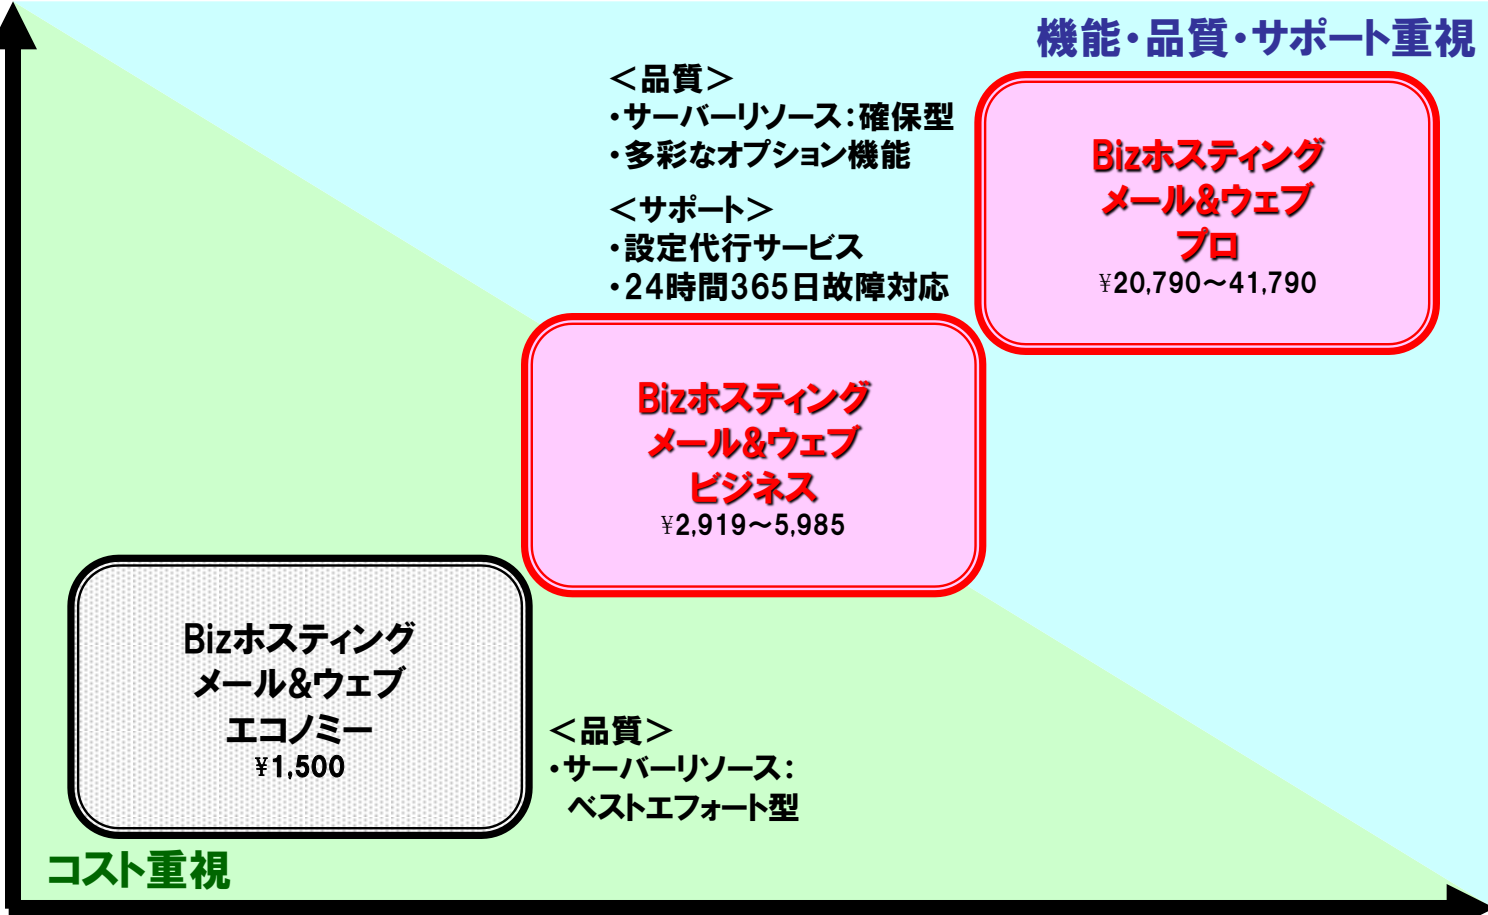 機能・品質・サポート重視
＜品質＞
・サーバーリソース：確保型
・多彩なオプション機能
＜サポート＞
・設定代行サービス
・24時間365日故障対応
Bizホスティング
メール&ウェブ
プロ
¥20,790～41,790
Bizホスティング
メール&ウェブ
ビジネス
¥2,919～5,985
Bizホスティング
メール&ウェブ
エコノミー
¥1,500
＜品質＞
・サーバーリソース：
ベストエフォート型
コスト重視